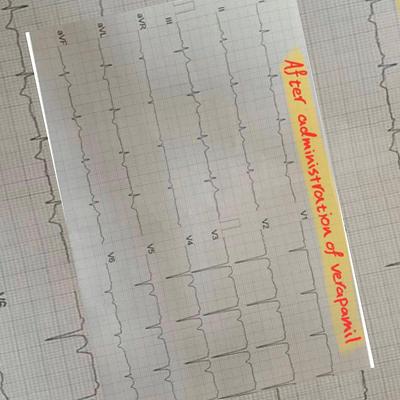 After administration of verapamil
II
III
aVR
aVL
aVF
V1
V2
V3
V4
V5
V6
V6